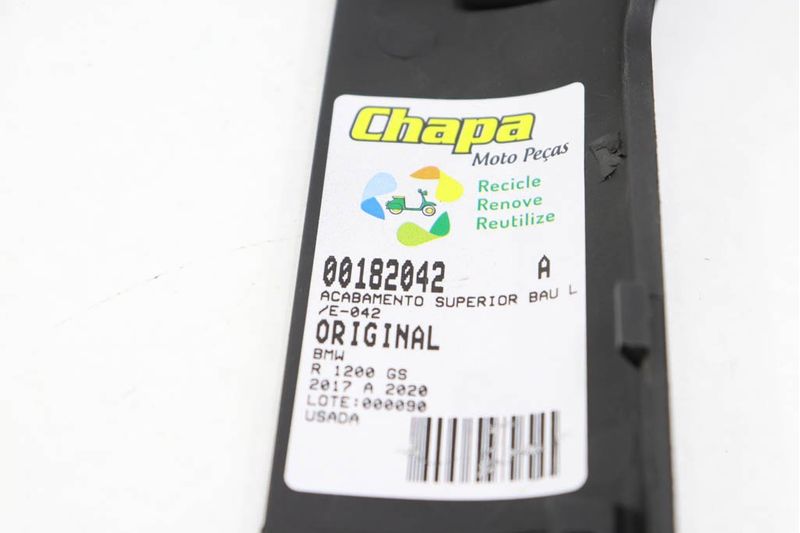 Chapa
Moto Peças
Recicle
Renove
Reutilize
00182042 A
ACABAMENTO SUPERIOR BAU L
/E-042
ORIGINAL
BMW
R 1200 GS
2017 A 2020
LOTE:000090
USADA